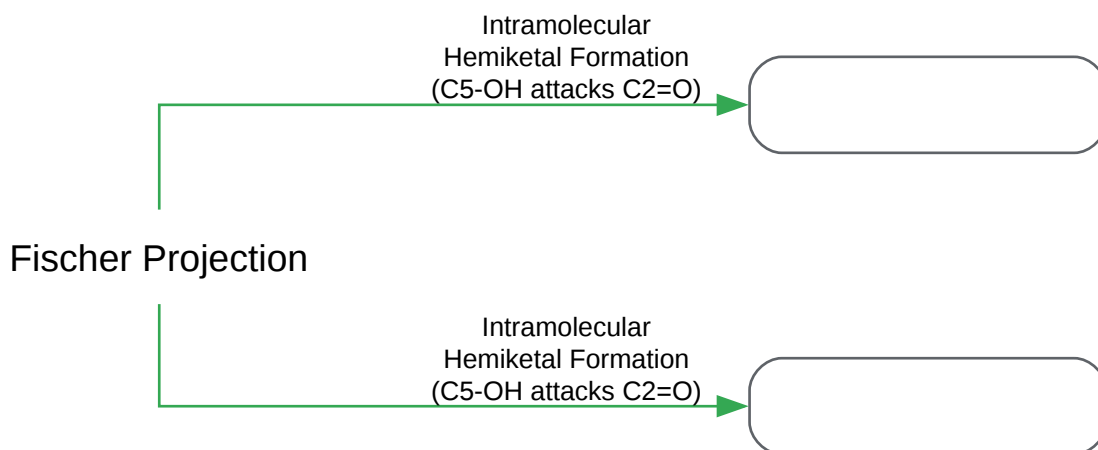 Intramolecular
Hemiketal Formation
(C5-OH attacks C2=O)
Fischer Projection
Intramolecular
Hemiketal Formation
(C5-OH attacks C2=O)